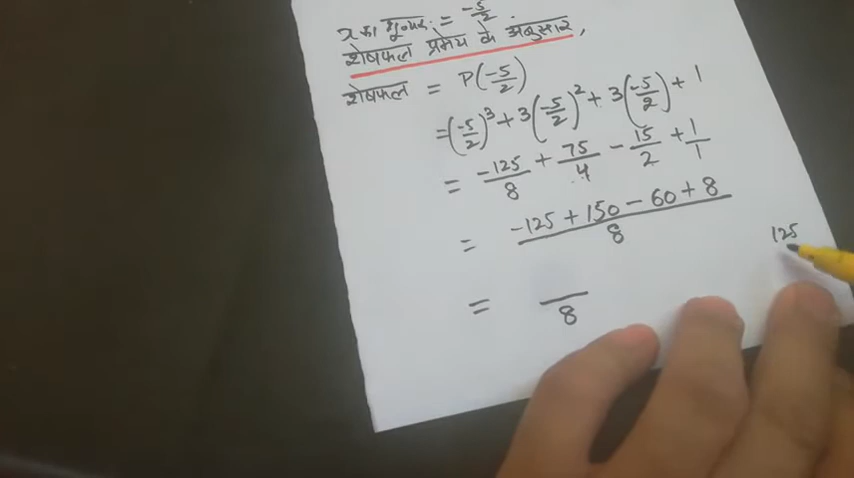 x का शून्यक = -5/2.
शेषफल प्रमेय के अनुसार,
शेषफल = P(-5/2)
= (-5/2)³ + 3(-5/2)² + 3(-5/2) + 1
= -125/8 + 75/4 - 15/2 + 1/1
= (-125 + 150 - 60 + 8)/8
125
= —/8